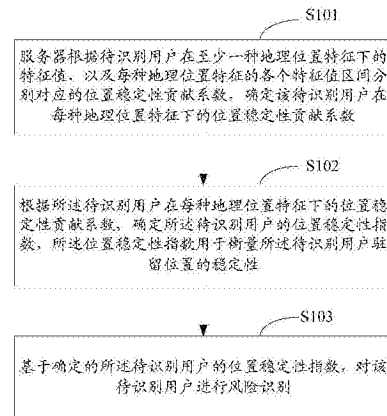 S101
服务器根据待识别用户在至少一种地理位置特征下的
特征值，以及每种地理位置特征的各个特征值区间分
别对应的位置稳定性贡献系数，确定该待识别用户在
每种地理位置特征下的位置稳定性贡献系数
S102
根据所述待识别用户在每种地理位置特征下的位置稳
定性贡献系数，确定所述待识别用户的位置稳定性指
数，所述位置稳定性指数用于衡量所述待识别用户驻
留位置的稳定性
S103
基于确定的所述待识别用户的位置稳定性指数，对该
待识别用户进行风险识别